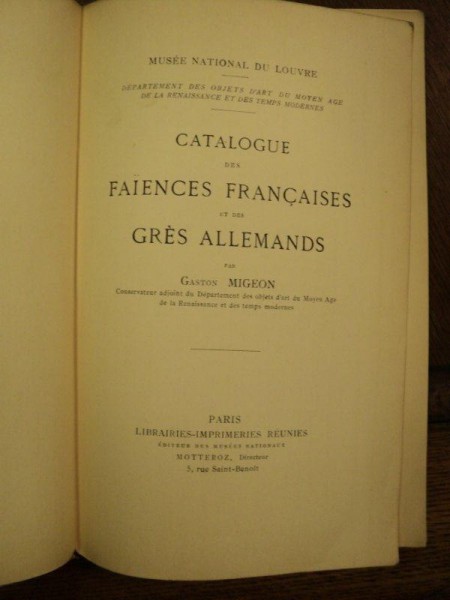 MUSÉE NATIONAL DU LOUVRE
DÉPARTEMENT DES OBJETS D'ART DU MOYEN AGE
DE LA RENAISSANCE ET DES TEMPS MODERNES
CATALOGUE
DES
FAÏENCES FRANÇAISES
ET DES
GRÈS ALLEMANDS
PAR
GASTON MIGEON
Conservateur adjoint du Département des objets d'art du Moyen Age
de la Renaissance et des temps modernes
PARIS
LIBRAIRIES-IMPRIMERIES RÉUNIES
ÉDITEUR DES MUSÉES NATIONAUX
MOTTEROZ, Directeur
5, rue Saint-Benoît